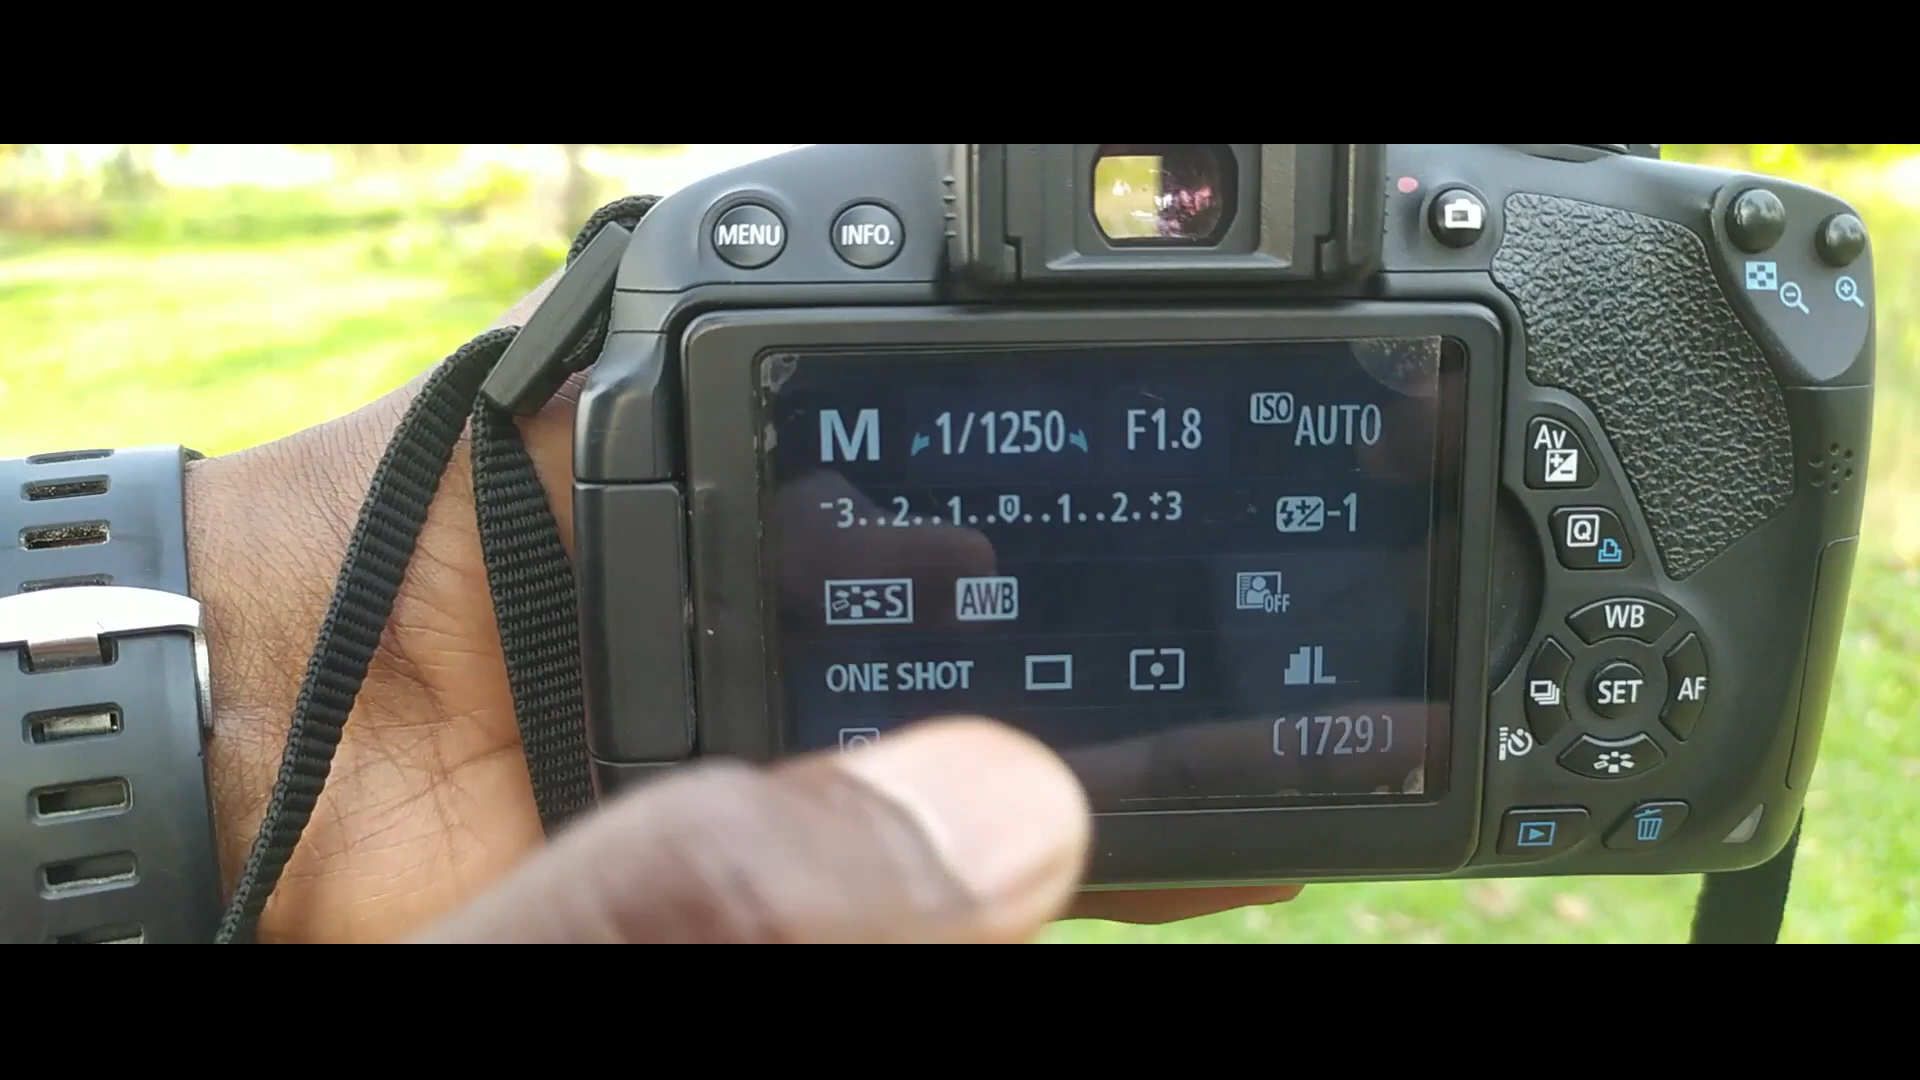 MENU INFO.
M 1/1250 F1.8 ISO AUTO
-3..2..1..0..1..2..+3 -1
S AWB OFF
ONE SHOT L
[1729]
Av
Q
WB
SET AF